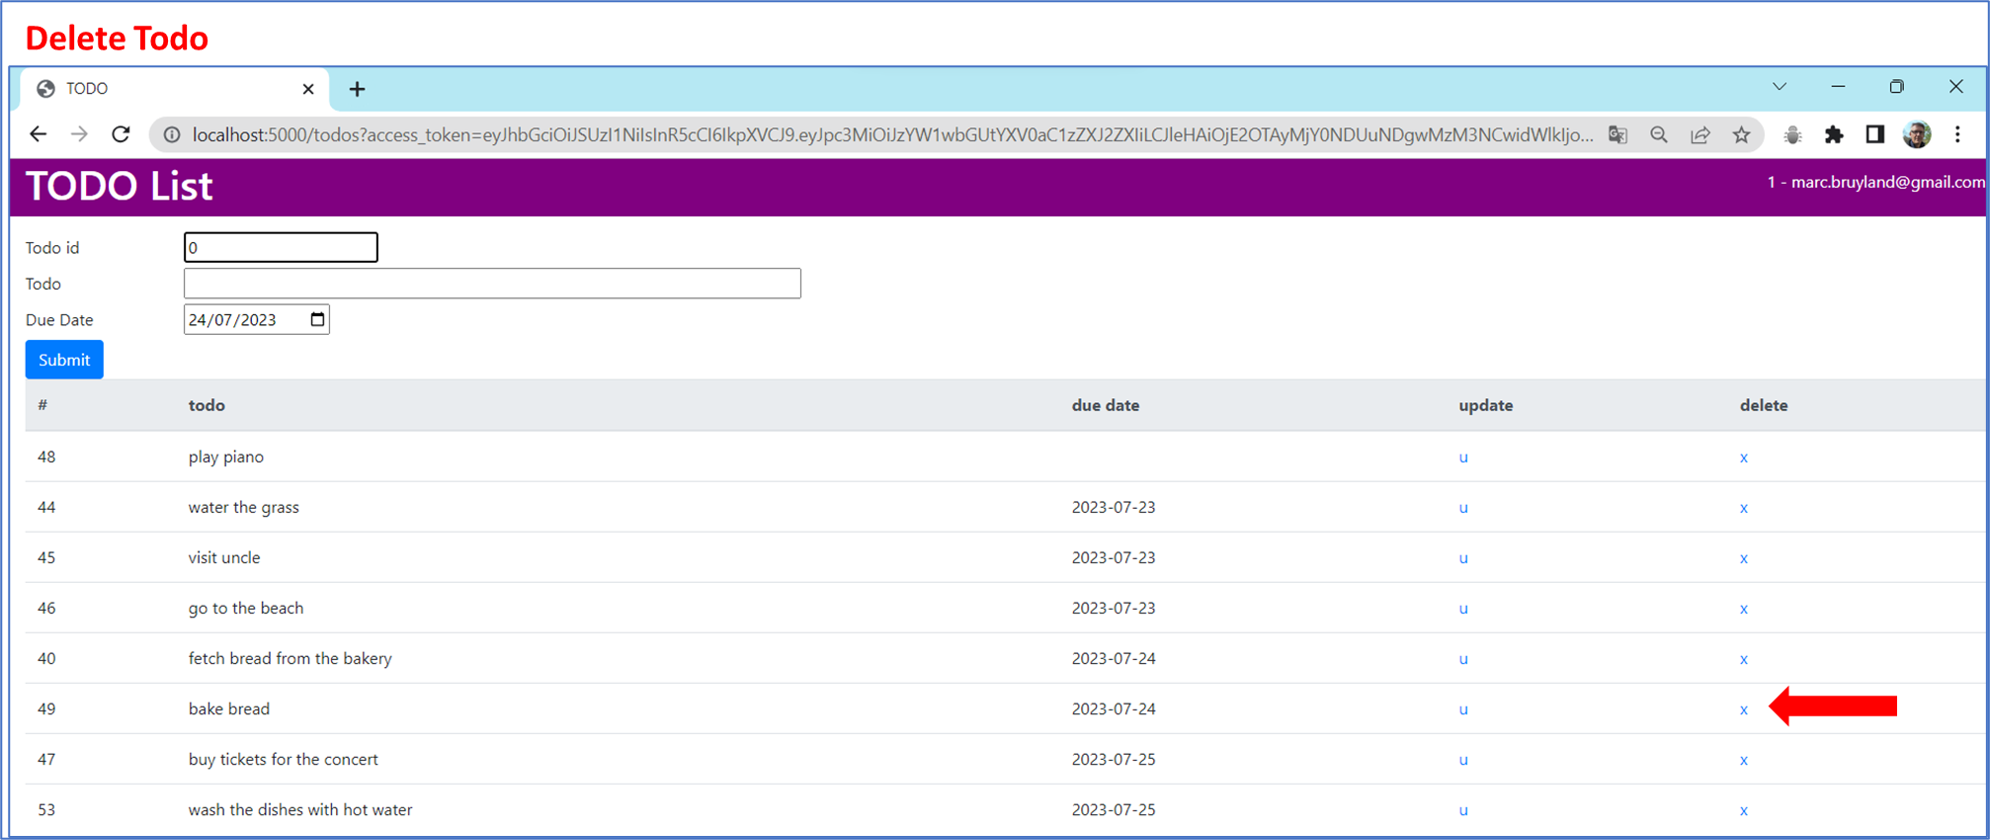 Delete Todo
TODO
localhost:5000/todos?access_token=eyJhbGciOiJSUzI1NiIsInR5cCI6IkpXVCJ9.eyJpc3MiOiJzYW1wbGUtYXV0aC1zZXJ2ZXIiLCJleHAiOjE2OTAyMjY0NDUuNDgwMzM3NCwidWlkIjo...
TODO List
1 - marc.bruyland@gmail.com
Todo id 0
Todo
Due Date 24/07/2023
Submit
# todo due date update delete
48 play piano u x
44 water the grass 2023-07-23 u x
45 visit uncle 2023-07-23 u x
46 go to the beach 2023-07-23 u x
40 fetch bread from the bakery 2023-07-24 u x
49 bake bread 2023-07-24 u x
47 buy tickets for the concert 2023-07-25 u x
53 wash the dishes with hot water 2023-07-25 u x